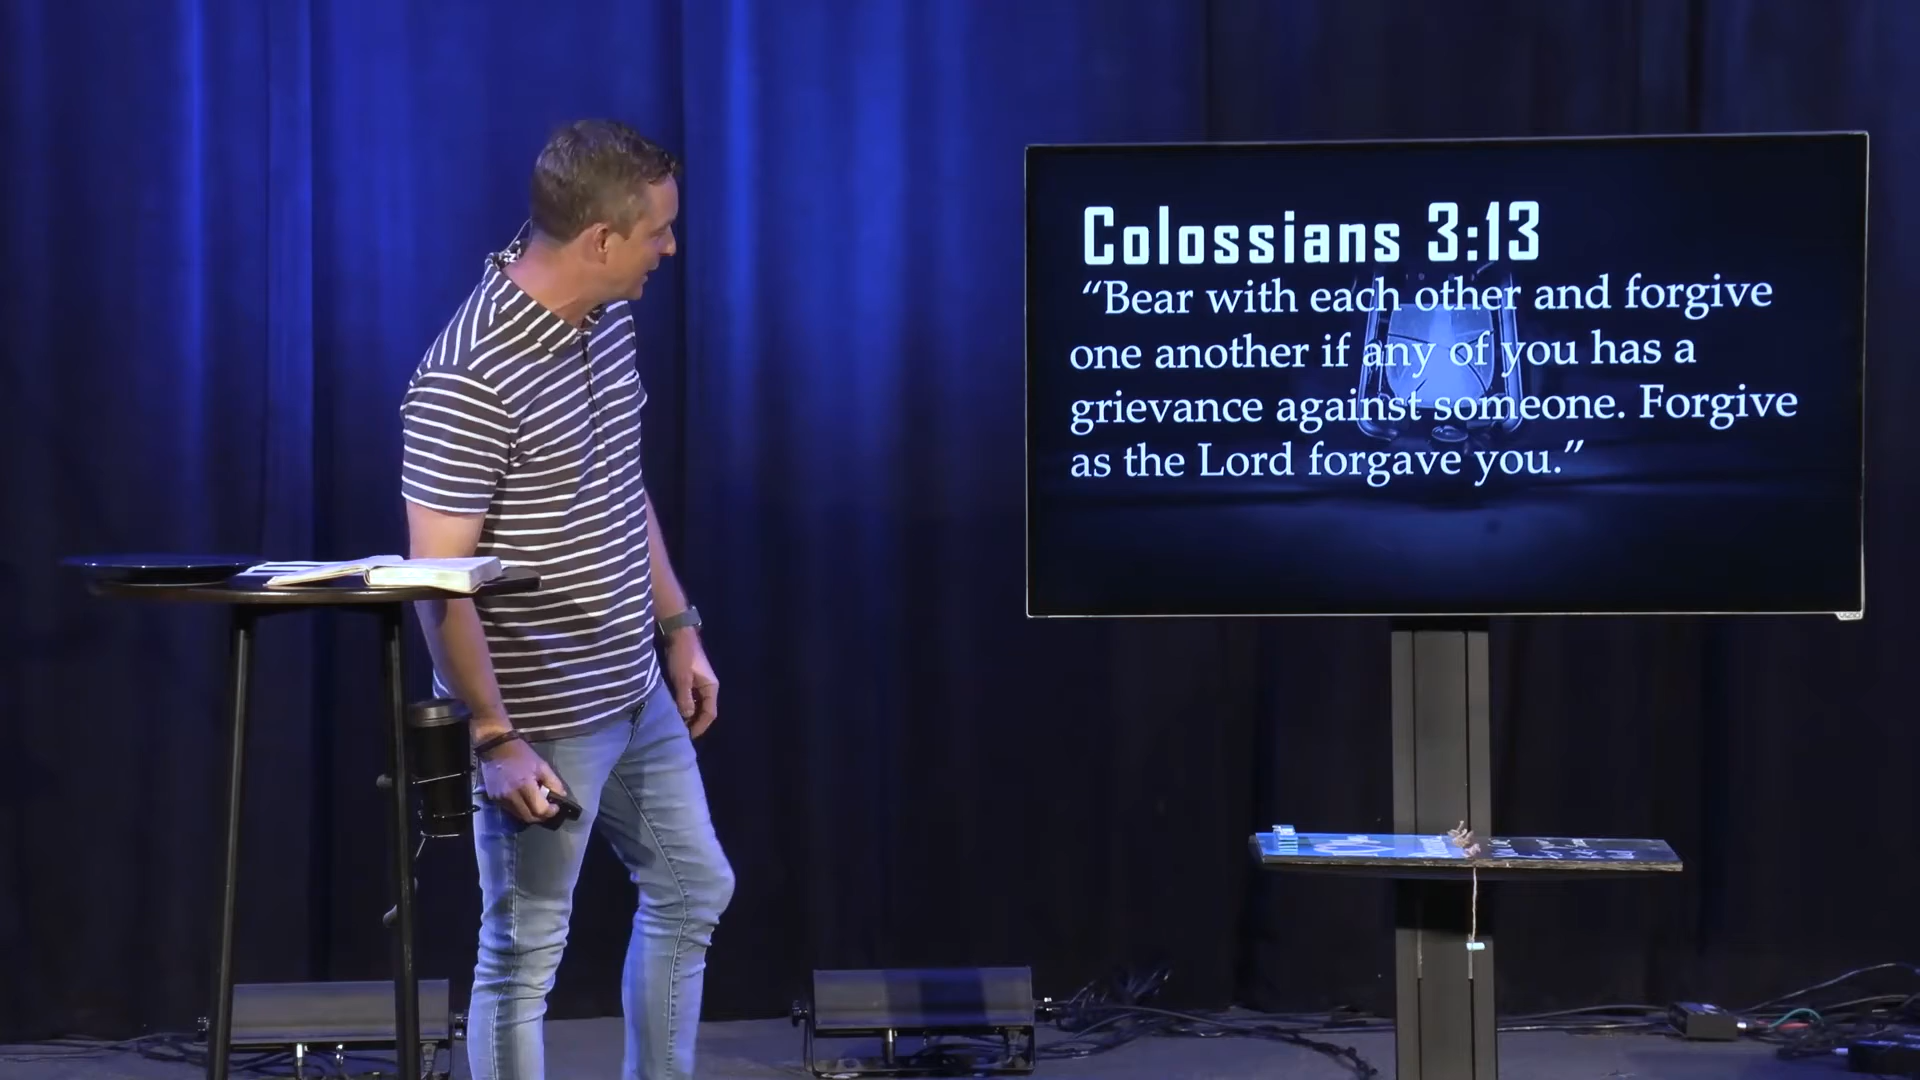 Colossians 3:13
“Bear with each other and forgive
one another if any of you has a
grievance against someone. Forgive
as the Lord forgave you.”